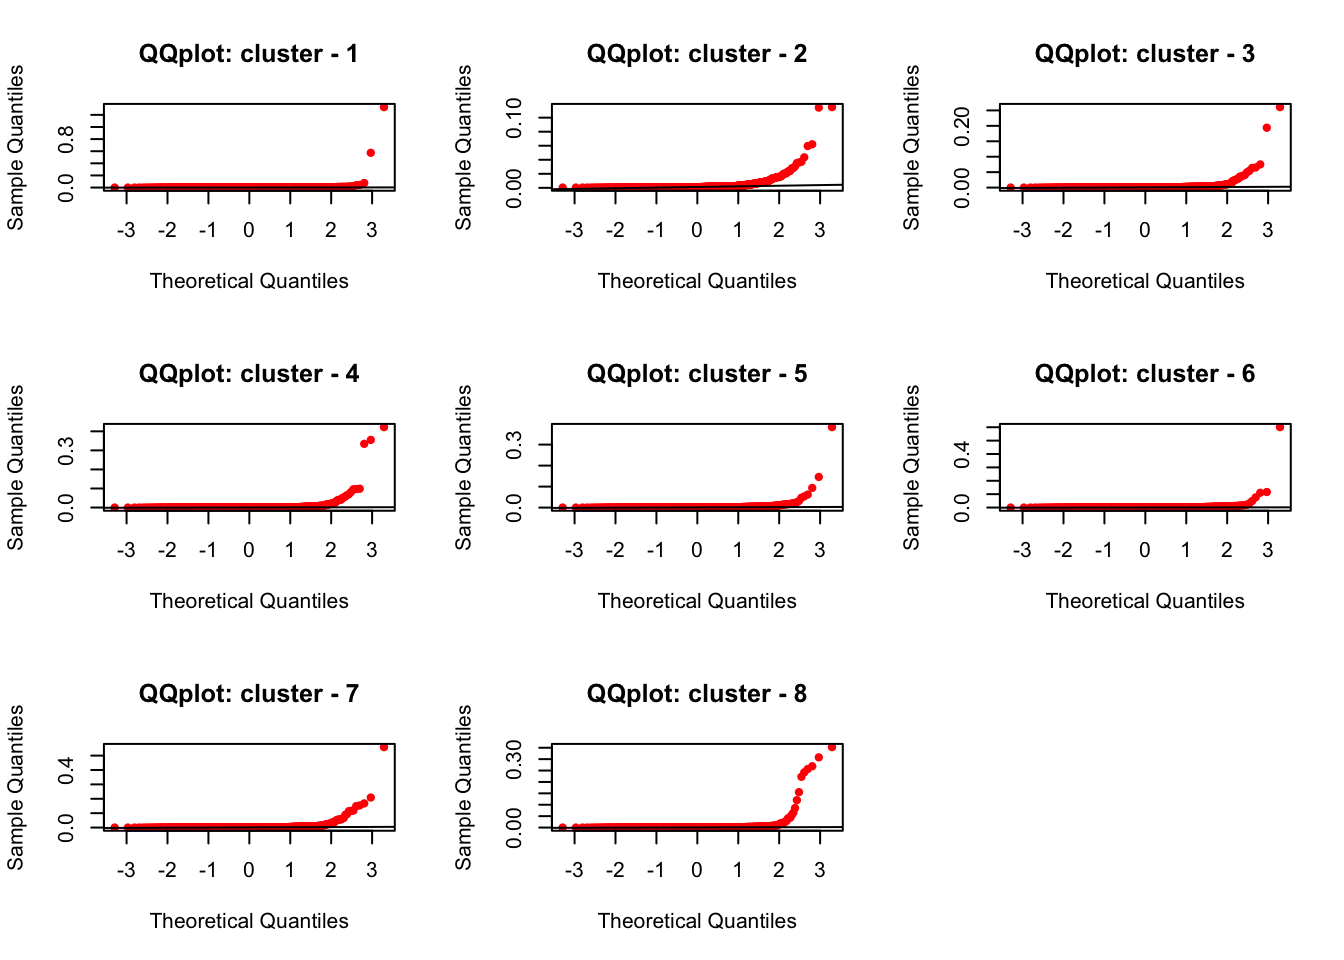 QQplot: cluster - 1
Sample Quantiles
0.0 0.8
-3 -2 -1 0 1 2 3
Theoretical Quantiles
QQplot: cluster - 2
Sample Quantiles
0.00 0.10
-3 -2 -1 0 1 2 3
Theoretical Quantiles
QQplot: cluster - 3
Sample Quantiles
0.00 0.20
-3 -2 -1 0 1 2 3
Theoretical Quantiles
QQplot: cluster - 4
Sample Quantiles
0.0 0.3
-3 -2 -1 0 1 2 3
Theoretical Quantiles
QQplot: cluster - 5
Sample Quantiles
0.0 0.3
-3 -2 -1 0 1 2 3
Theoretical Quantiles
QQplot: cluster - 6
Sample Quantiles
0.0 0.4
-3 -2 -1 0 1 2 3
Theoretical Quantiles
QQplot: cluster - 7
Sample Quantiles
0.0 0.4
-3 -2 -1 0 1 2 3
Theoretical Quantiles
QQplot: cluster - 8
Sample Quantiles
0.00 0.30
-3 -2 -1 0 1 2 3
Theoretical Quantiles